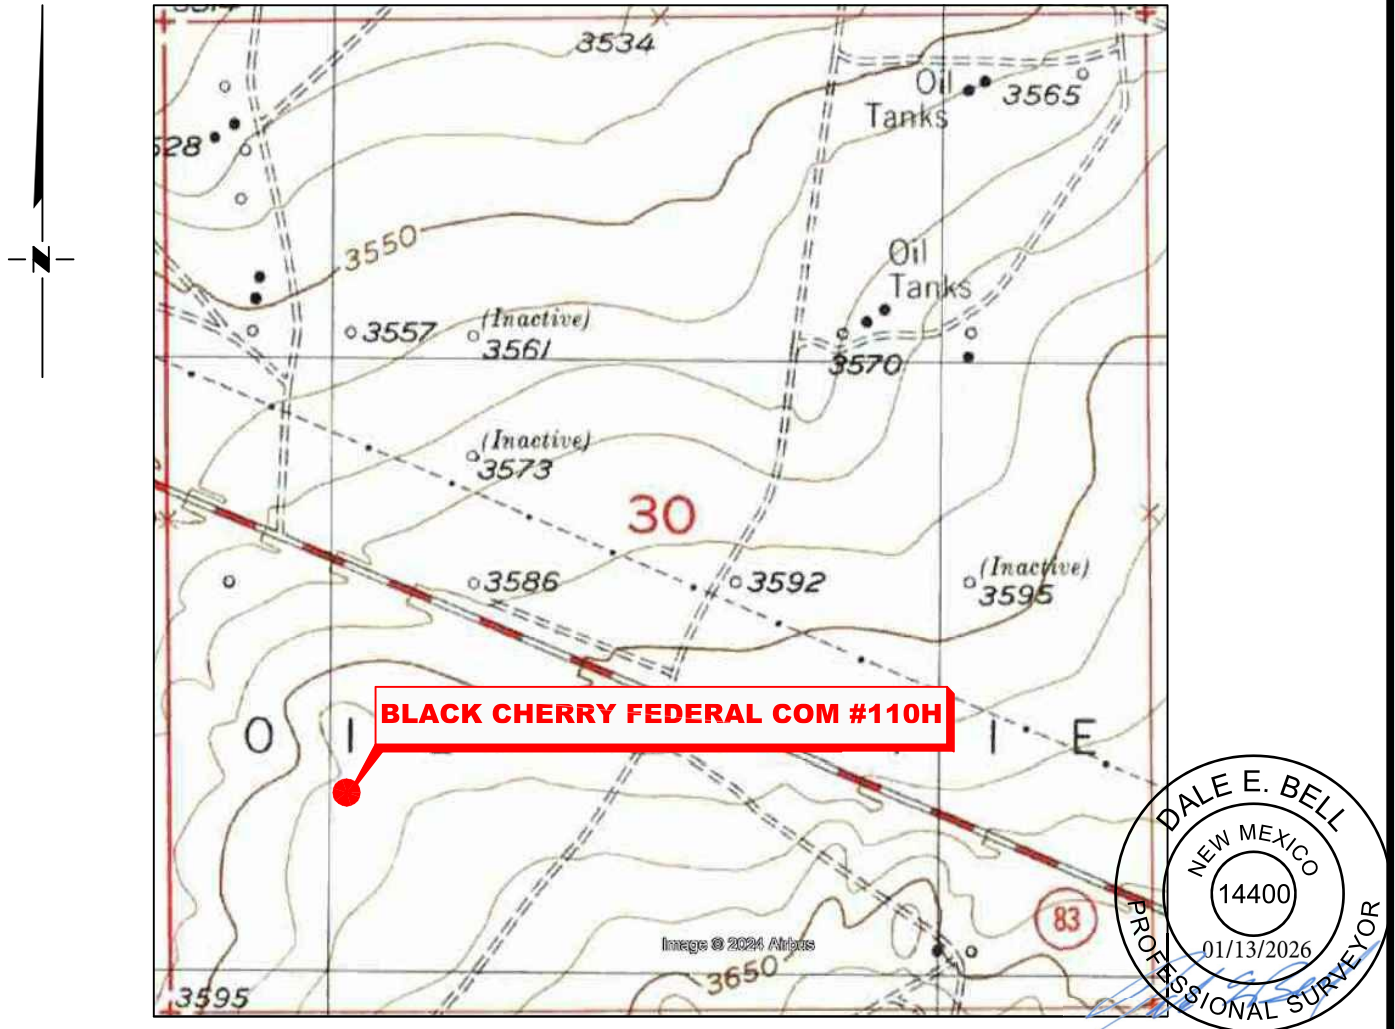 3534
Oil
Tanks
3565
528
3550
Oil
Tanks
3557
(Inactive)
3561
3570
(Inactive)
3573
N
30
3586
3592
(Inactive)
3595
BLACK CHERRY FEDERAL COM #110H
O I I E
83
Image © 2024 Airbus
3650
3595
DALE E. BELL
NEW MEXICO
14400
01/13/2026
PROFESSIONAL SURVEYOR